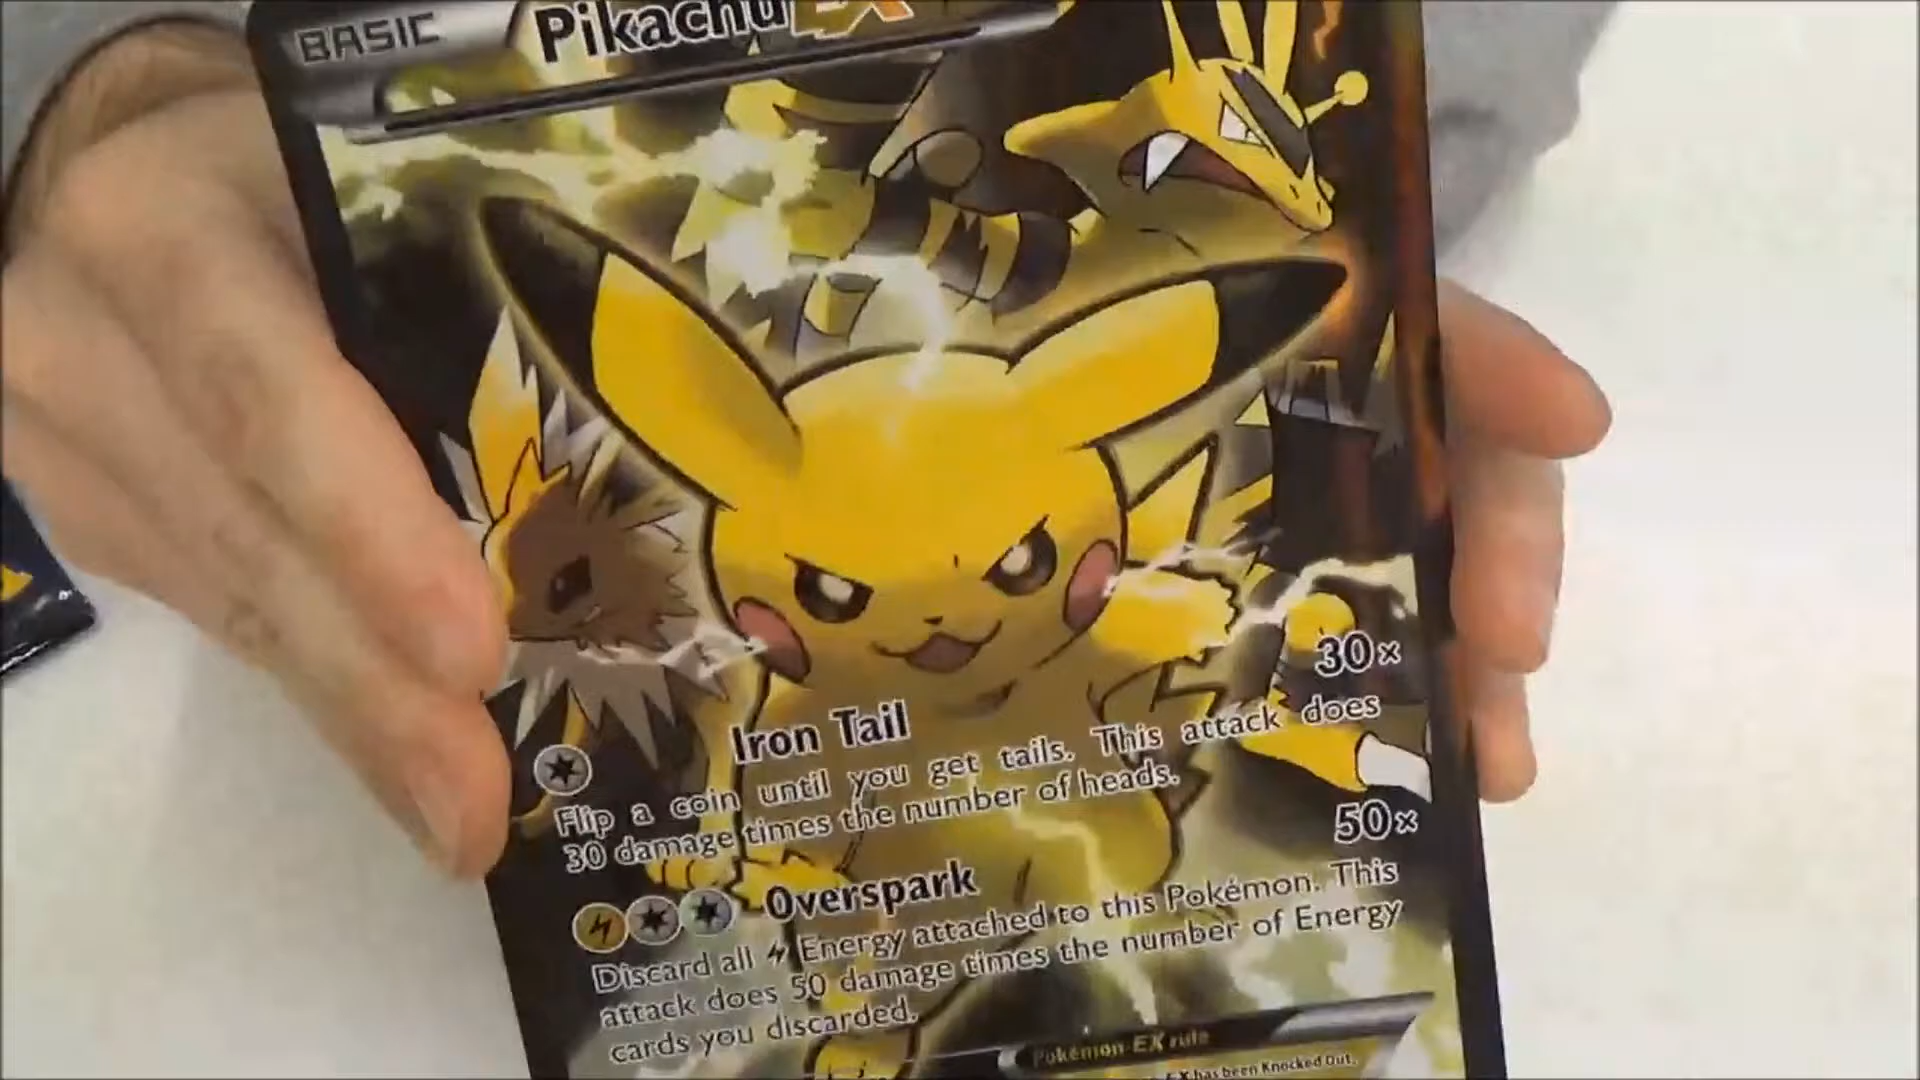 BASIC
Pikachu EX
30×
Iron Tail
Flip a coin until you get tails. This attack does
30 damage times the number of heads.
50×
Overspark
Discard all Energy attached to this Pokémon. This
attack does 50 damage times the number of Energy
cards you discarded.
Pokémon-EX rule
EX has been Knocked Out,